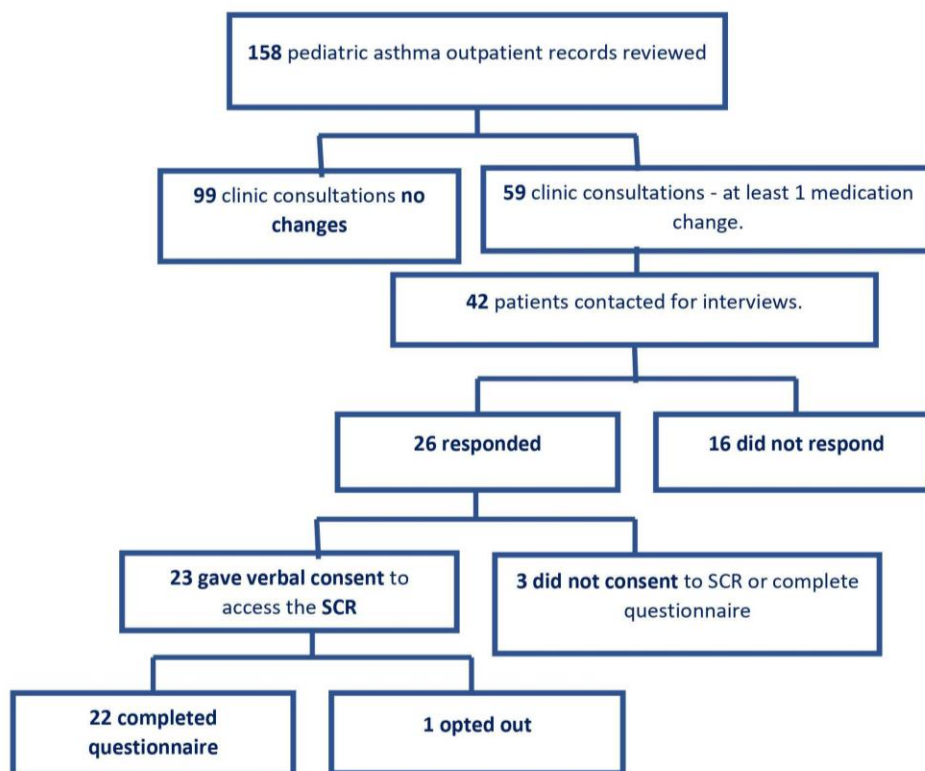 158 pediatric asthma outpatient records reviewed
99 clinic consultations no
changes
59 clinic consultations - at least 1 medication
change.
42 patients contacted for interviews.
26 responded
16 did not respond
23 gave verbal consent to
access the SCR
3 did not consent to SCR or complete
questionnaire
22 completed
questionnaire
1 opted out